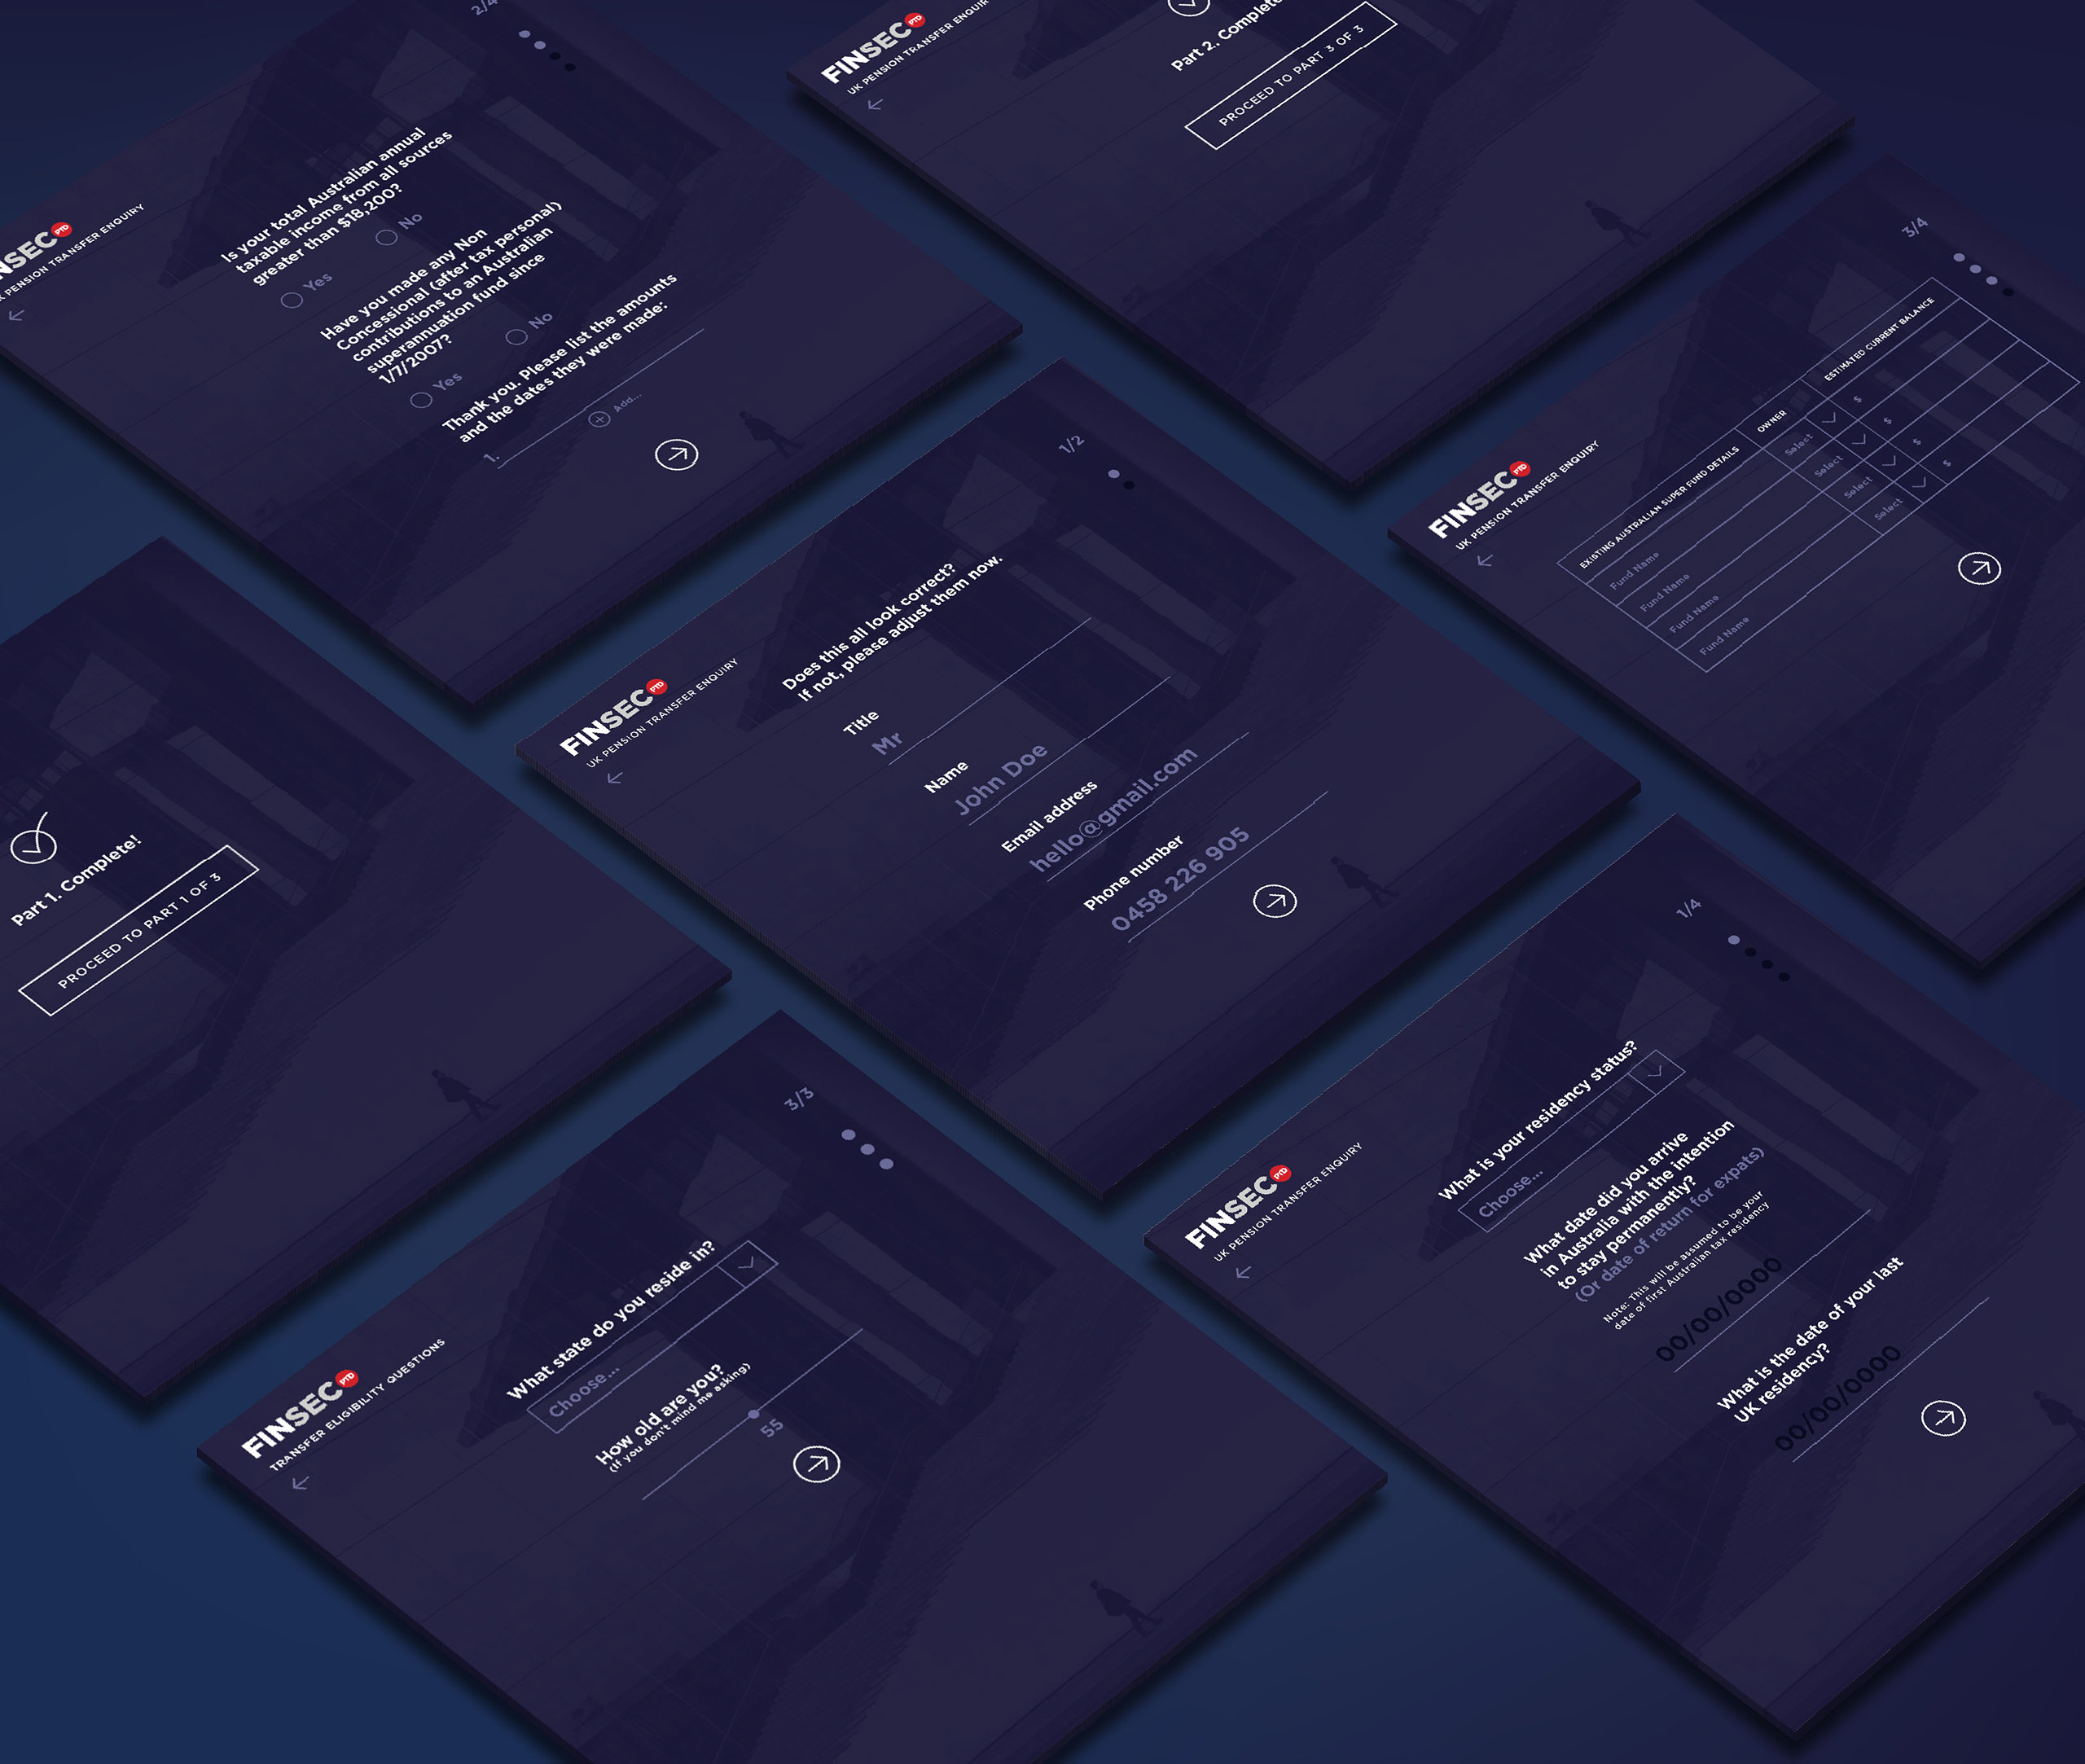 2/4
FINSEC PTD
PENSION TRANSFER ENQUIRY
Is your total Australian annual
taxable income from all sources
greater than $18,200?
Yes
No
Have you made any Non
Concessional (after tax personal)
contributions to an Australian
superannuation fund since
1/7/2007?
Yes
No
Thank you. Please list the amounts
and the dates they were made:
1.
Add...
FINSEC PTD
UK PENSION TRANSFER
Part 2. Complete
PROCEED TO PART 3 OF 3
3/4
FINSEC PTD
UK PENSION TRANSFER ENQUIRY
EXISTING AUSTRALIAN SUPER FUND DETAILS
OWNER
ESTIMATED CURRENT BALANCE
Fund Name
Select
$
Fund Name
Select
$
Fund Name
Select
$
Fund Name
Select
$
Part 1. Complete!
PROCEED TO PART 1 OF 3
1/2
FINSEC PTD
UK PENSION TRANSFER ENQUIRY
Does this all look correct?
If not, please adjust them now.
Title
Mr
Name
John Doe
Email address
hello@gmail.com
Phone number
0458 226 905
3/3
FINSEC PTD
TRANSFER ELIGIBILITY QUESTIONS
What state do you reside in?
Choose...
How old are you?
(If you don't mind me asking)
55
1/4
FINSEC PTD
UK PENSION TRANSFER ENQUIRY
What is your residency status?
Choose...
What date did you arrive
in Australia with the intention
to stay permanently?
(Or date of return for expats)
Note: This will be assumed to be your
date of first Australian tax residency
00/00/0000
What is the date of your last
UK residency?
00/00/0000